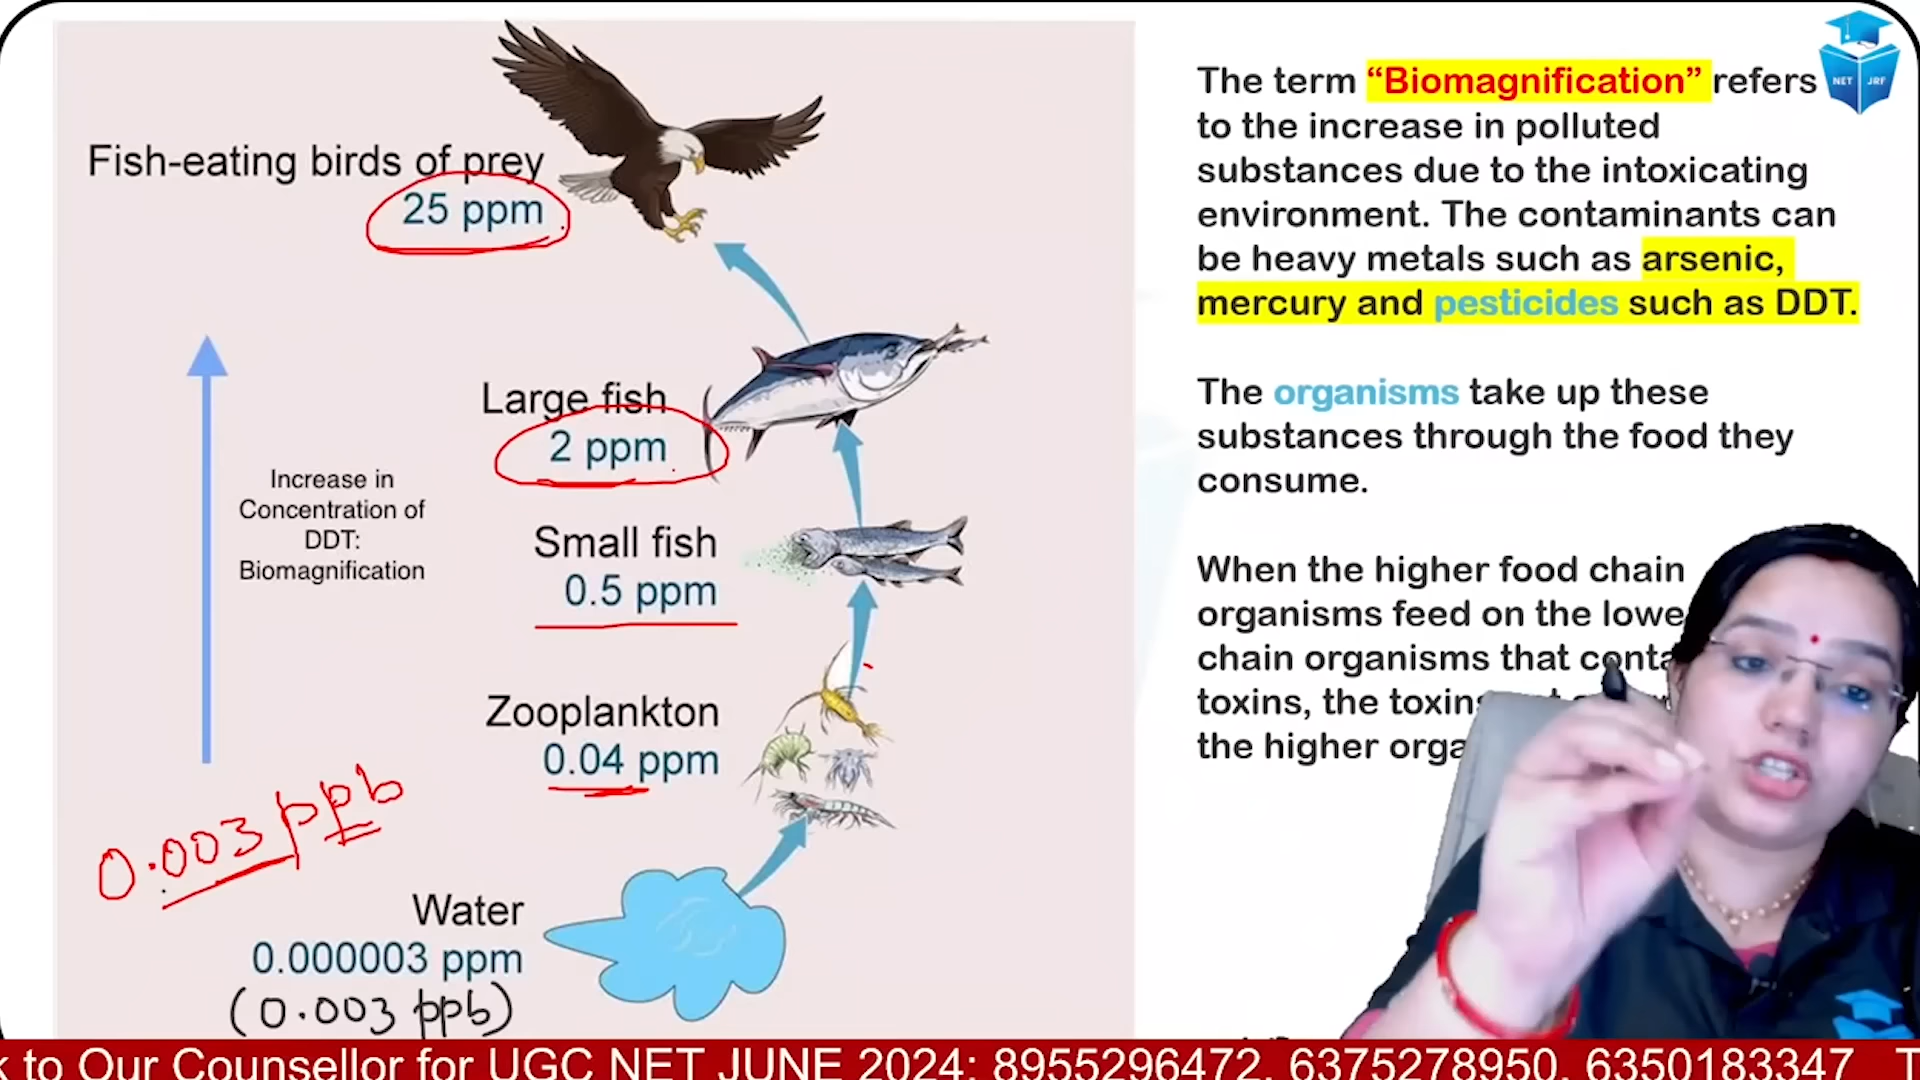 Fish-eating birds of prey
25 ppm
Large fish
2 ppm
Increase in
Concentration of
DDT:
Biomagnification
Small fish
0.5 ppm
Zooplankton
0.04 ppm
0.003 ppb
Water
0.000003 ppm
(0.003 ppb)
The term “Biomagnification” refers
to the increase in polluted
substances due to the intoxicating
environment. The contaminants can
be heavy metals such as arsenic,
mercury and pesticides such as DDT.
The organisms take up these
substances through the food they
consume.
When the higher food chain
organisms feed on the lowe
chain organisms that conta
toxins, the toxins
the higher orga
NET JRF
k to Our Counsellor for UGC NET JUNE 2024: 8955296472, 6375278950, 6350183347 T